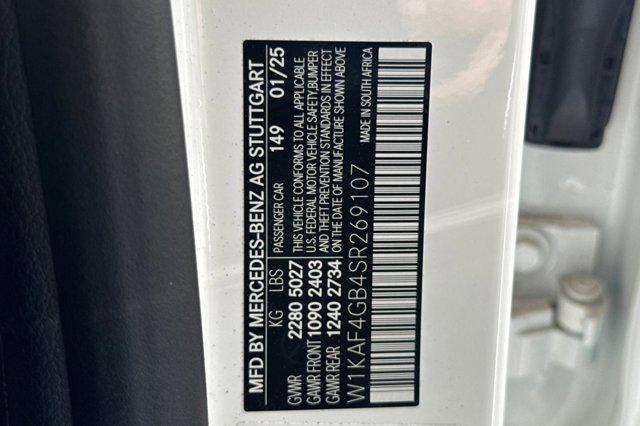 MFD BY MERCEDES-BENZ AG STUTTGART
KG LBS PASSENGER CAR 149 01/25
GVWR 2280 5027 THIS VEHICLE CONFORMS TO ALL APPLICABLE
GAWR FRONT 1090 2403 U.S. FEDERAL MOTOR VEHICLE SAFETY, BUMPER
GAWR REAR 1240 2734 AND THEFT PREVENTION STANDARDS IN EFFECT
ON THE DATE OF MANUFACTURE SHOWN ABOVE
W1KAF4GB4SR269107 MADE IN SOUTH AFRICA